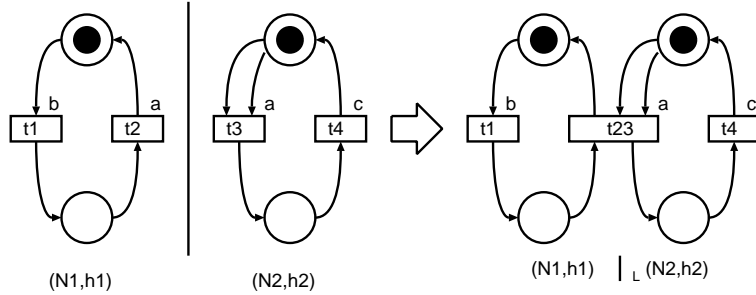 b a a c b a c
t1 t2 t3 t4 t1 t23 t4
(N1,h1) (N2,h2) (N1,h1) | L (N2,h2)